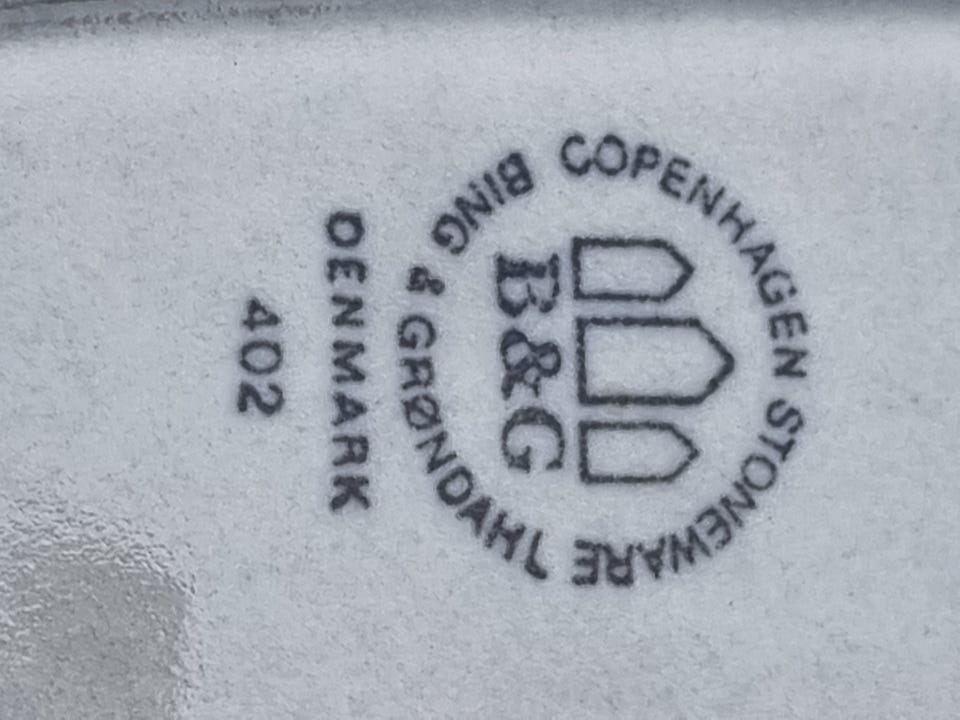 COPENHAGEN STONEWARE
B&G
BING & GRØNDAHL
DENMARK
402